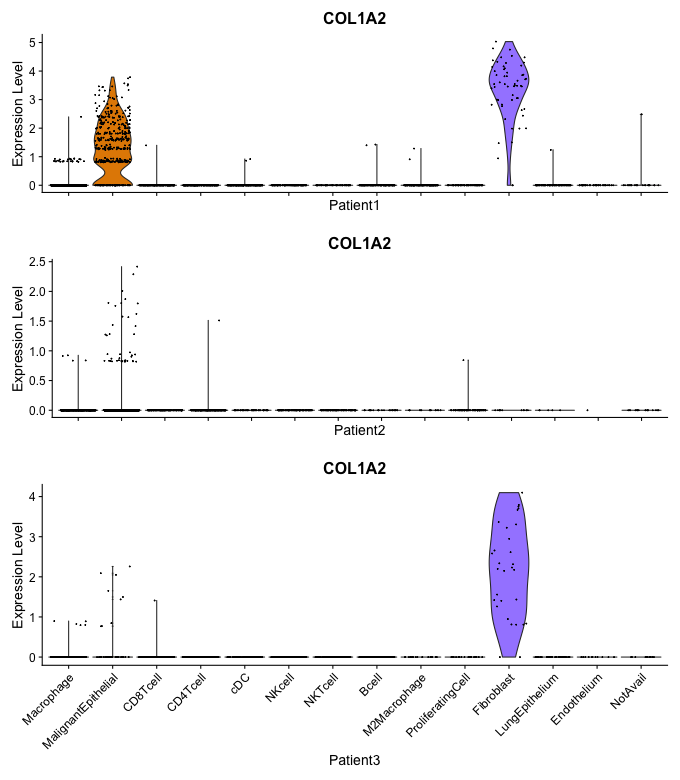 COL1A2
Expression Level
5
4
3
2
1
0
Patient1
COL1A2
Expression Level
2.5
2.0
1.5
1.0
0.5
0.0
Patient2
COL1A2
Expression Level
4
3
2
1
0
Macrophage
MalignantEpithelial
CD8Tcell
CD4Tcell
cDC
NKcell
NKTcell
Bcell
M2Macrophage
ProliferatingCell
Fibroblast
LungEpithelium
Endothelium
NotAvail
Patient3